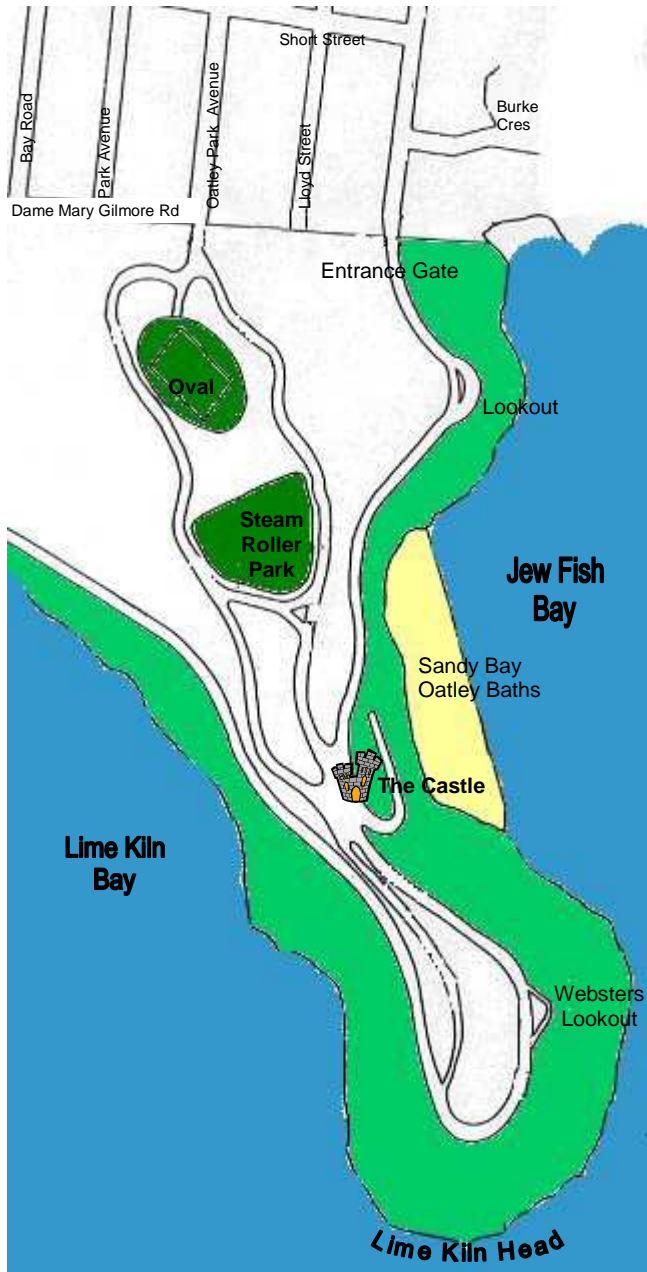 Short Street
Bay Road
Park Avenue
Oatley Park Avenue
Lloyd Street
Burke
Cres
Dame Mary Gilmore Rd
Entrance Gate
Oval
Lookout
Steam
Roller
Park
Jew Fish
Bay
Sandy Bay
Oatley Baths
The Castle
Lime Kiln
Bay
Websters
Lookout
Lime Kiln Head